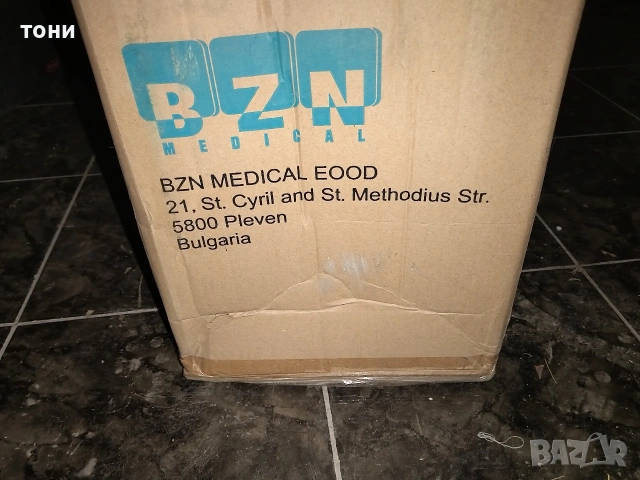 тони
BZN
MEDICAL
BZN MEDICAL EOOD
21, St. Cyril and St. Methodius Str.
5800 Pleven
Bulgaria
BAZAR